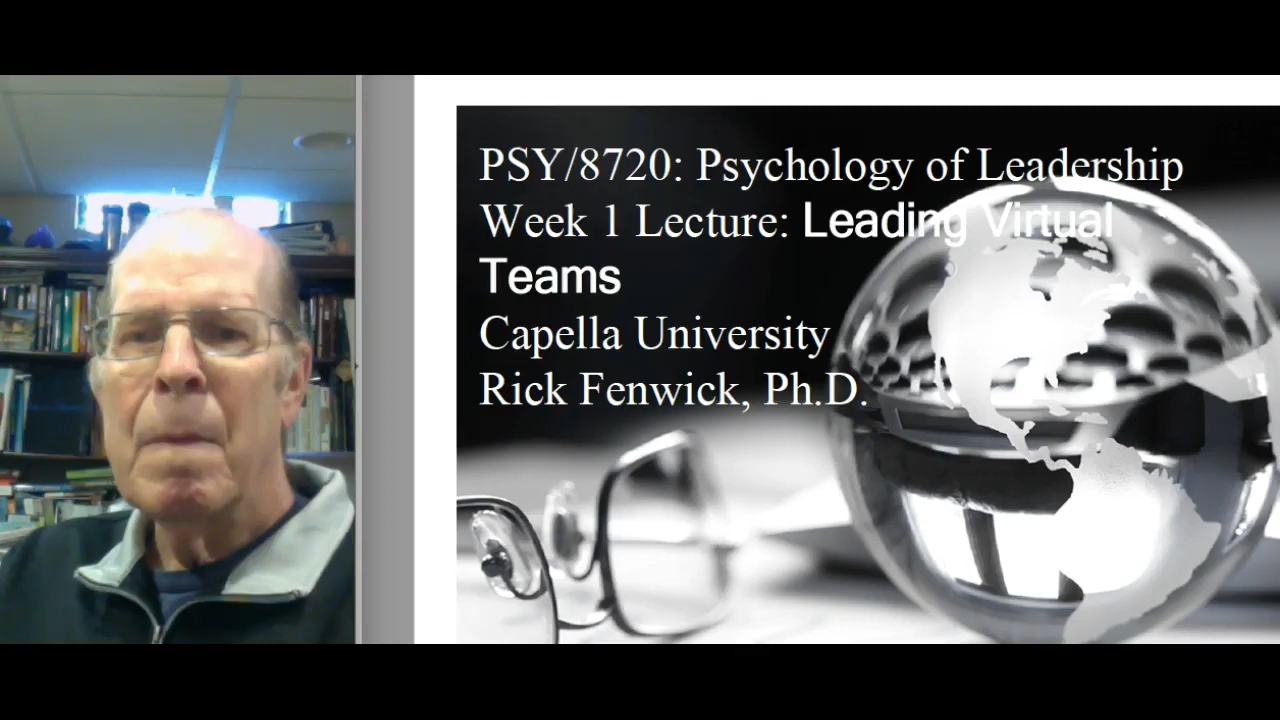 PSY/8720: Psychology of Leadership
Week 1 Lecture: Leading Virtual
Teams
Capella University
Rick Fenwick, Ph.D.